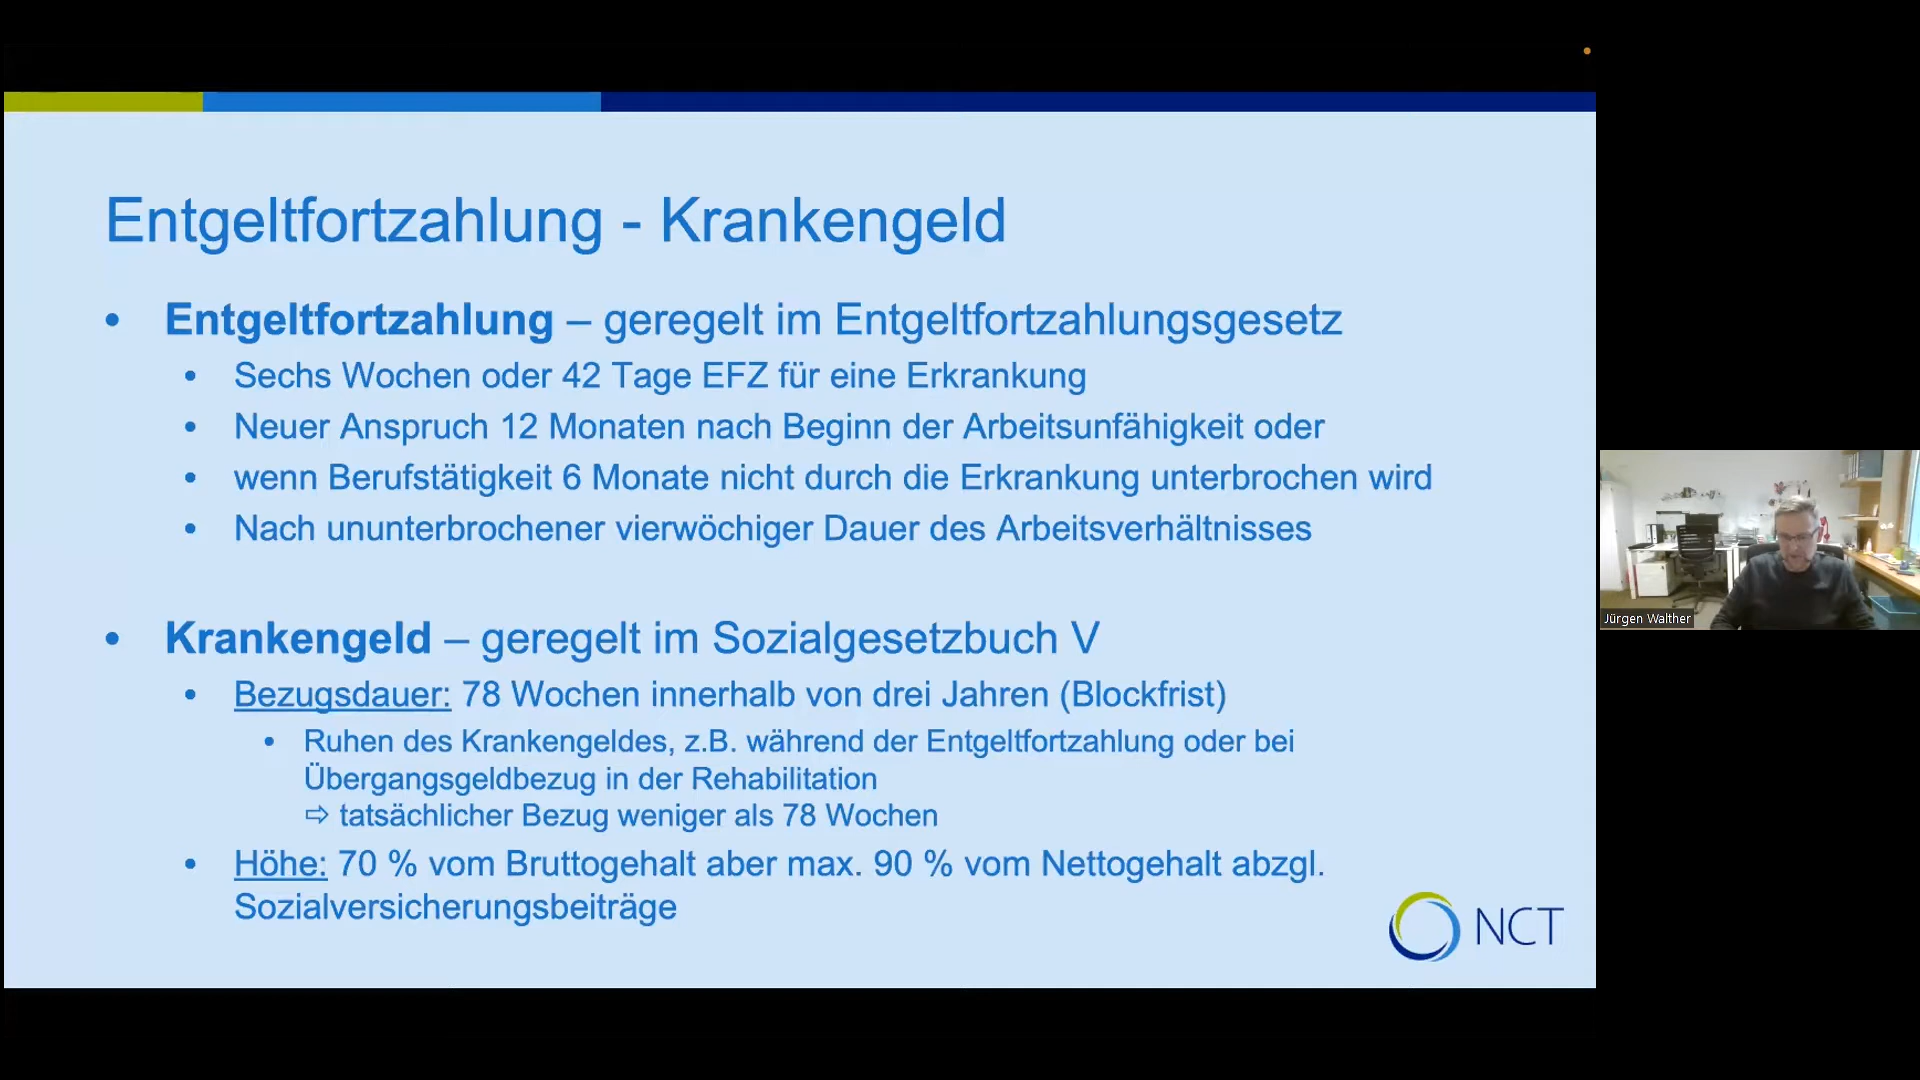 Entgeltfortzahlung - Krankengeld
• Entgeltfortzahlung – geregelt im Entgeltfortzahlungsgesetz
• Sechs Wochen oder 42 Tage EFZ für eine Erkrankung
• Neuer Anspruch 12 Monaten nach Beginn der Arbeitsunfähigkeit oder
• wenn Berufstätigkeit 6 Monate nicht durch die Erkrankung unterbrochen wird
• Nach ununterbrochener vierwöchiger Dauer des Arbeitsverhältnisses
• Krankengeld – geregelt im Sozialgesetzbuch V
• Bezugsdauer: 78 Wochen innerhalb von drei Jahren (Blockfrist)
• Ruhen des Krankengeldes, z.B. während der Entgeltfortzahlung oder bei
Übergangsgeldbezug in der Rehabilitation
⇨ tatsächlicher Bezug weniger als 78 Wochen
• Höhe: 70 % vom Bruttogehalt aber max. 90 % vom Nettogehalt abzgl.
Sozialversicherungsbeiträge
NCT
Jürgen Walther